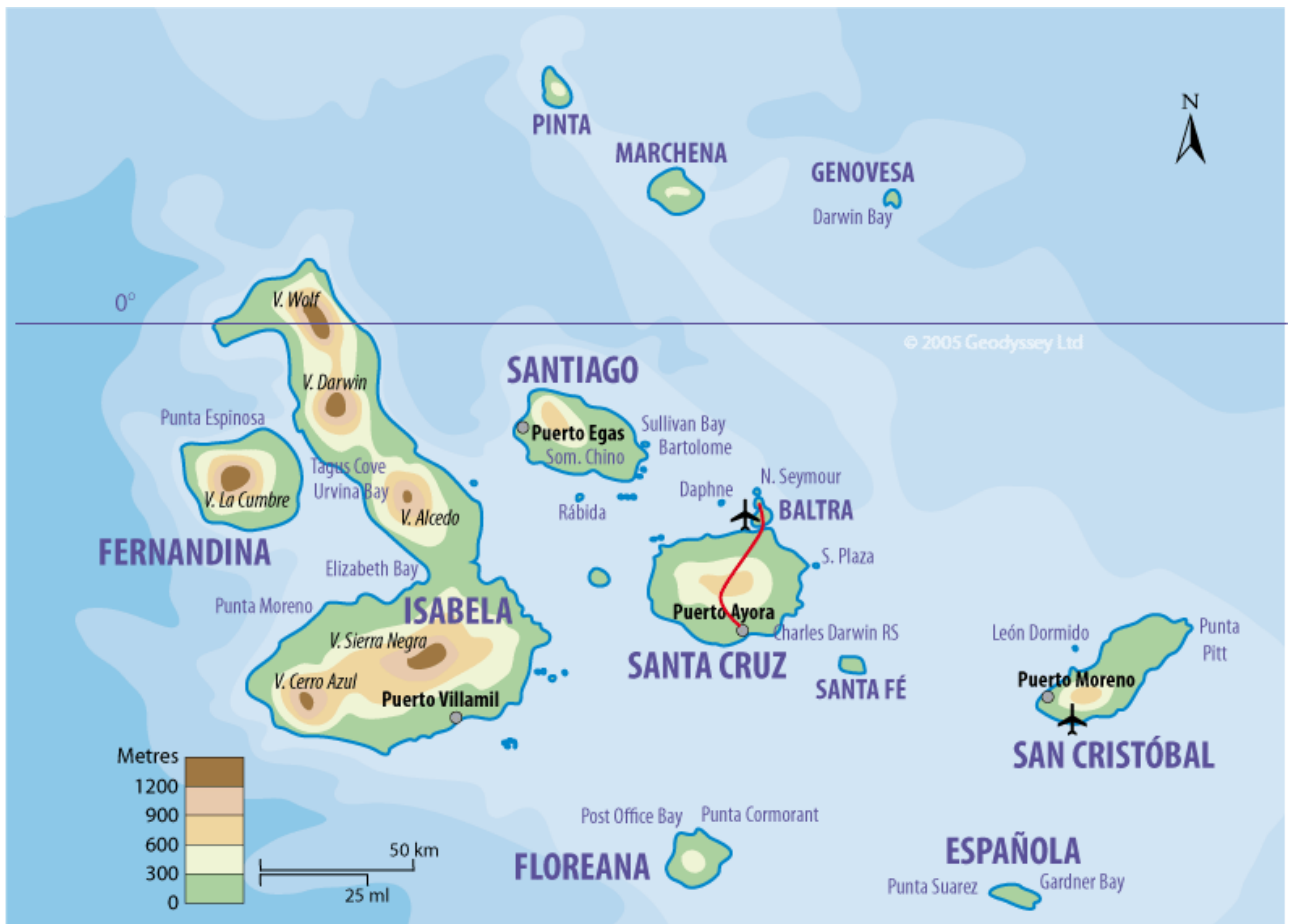 N
PINTA
MARCHENA
GENOVESA
Darwin Bay
V. Wolf
0°
© 2005 Geodyssey Ltd
SANTIAGO
V. Darwin
Punta Espinosa
Sullivan Bay
Puerto Egas
Bartolome
Som. Chino
Tagus Cove
N. Seymour
Urvina Bay
Daphne
V. La Cumbre
Rábida
BALTRA
V. Alcedo
FERNANDINA
S. Plaza
Elizabeth Bay
Punta Moreno
ISABELA
Puerto Ayora
Charles Darwin RS
León Dormido
Punta
Pitt
V. Sierra Negra
SANTA CRUZ
V. Cerro Azul
Puerto Moreno
SANTA FÉ
Puerto Villamil
SAN CRISTÓBAL
Metres
1200
900
600
300
0
50 km
25 ml
Post Office Bay
Punta Cormorant
FLOREANA
ESPAÑOLA
Punta Suarez
Gardner Bay